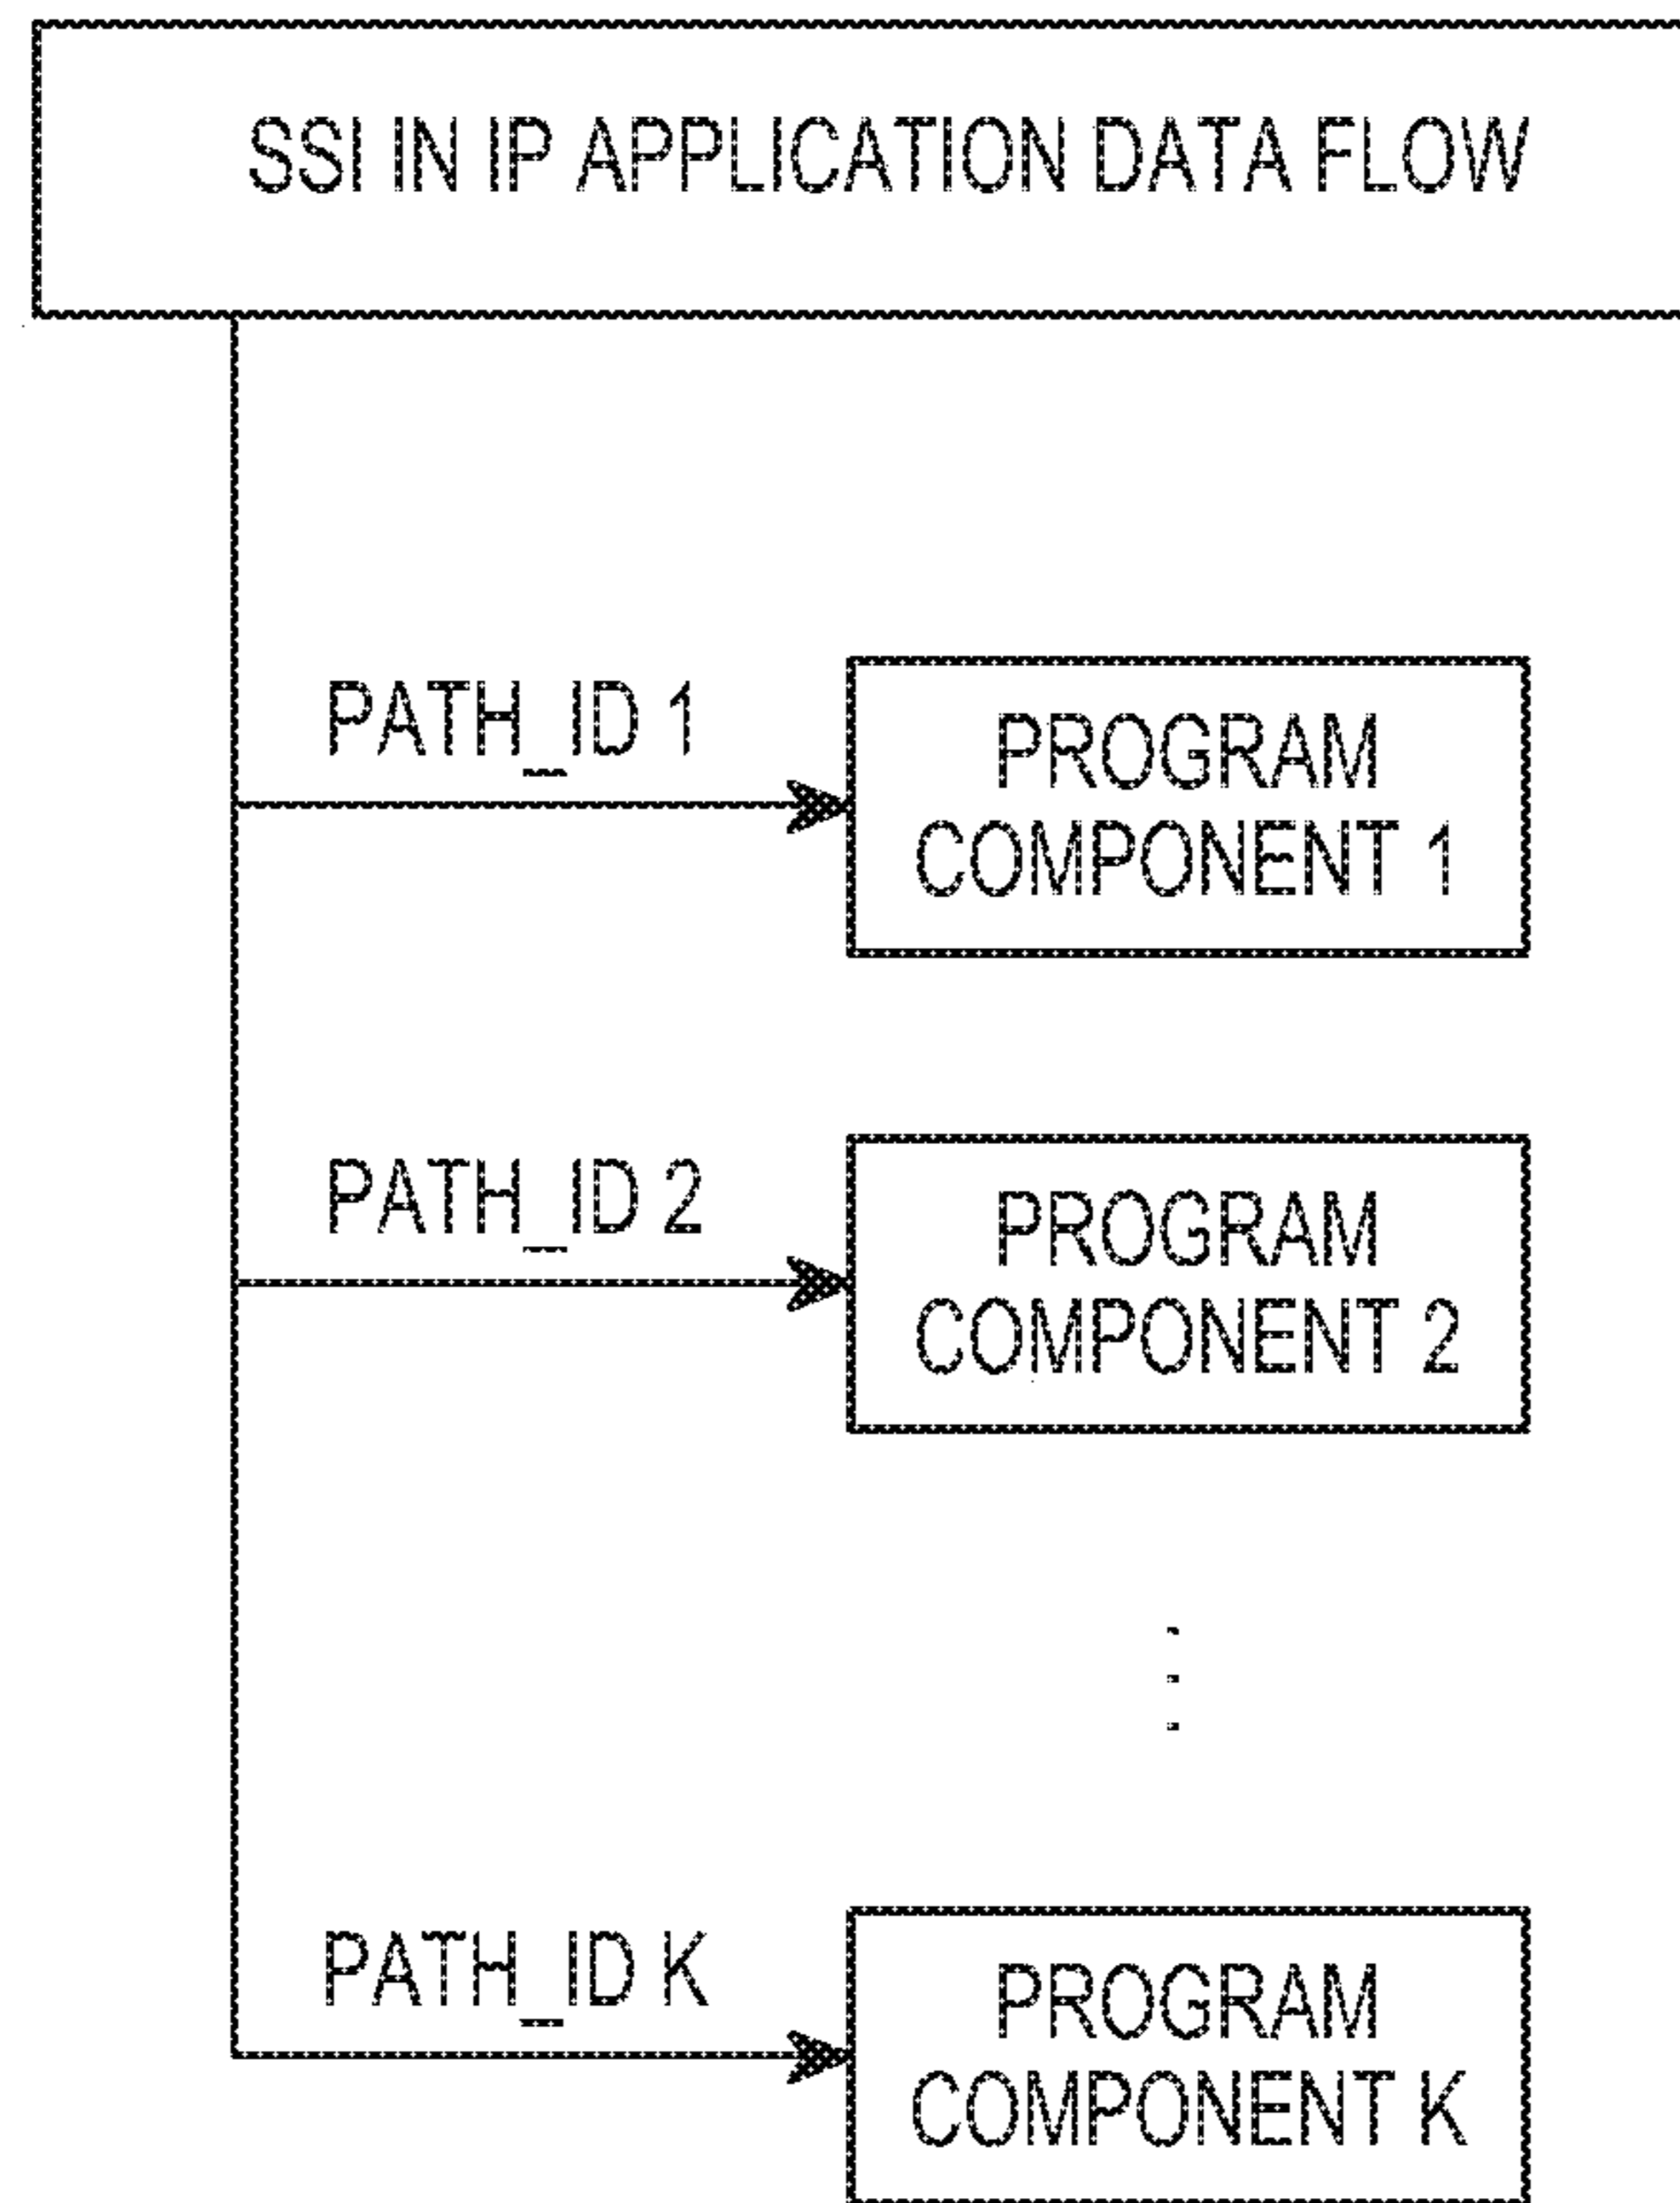 SSI IN IP APPLICATION DATA FLOW
PATH_ID 1
PROGRAM
COMPONENT 1
PATH_ID 2
PROGRAM
COMPONENT 2
PATH_ID K
PROGRAM
COMPONENT K